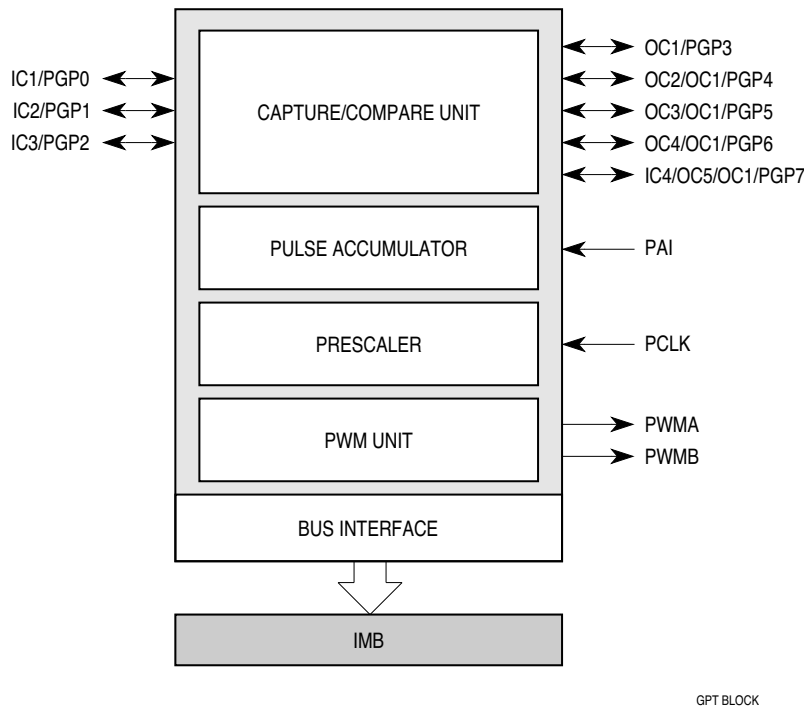 OC1/PGP3
IC1/PGP0
OC2/OC1/PGP4
IC2/PGP1
CAPTURE/COMPARE UNIT
OC3/OC1/PGP5
IC3/PGP2
OC4/OC1/PGP6
IC4/OC5/OC1/PGP7
PULSE ACCUMULATOR
PAI
PRESCALER
PCLK
PWM UNIT
PWMA
PWMB
BUS INTERFACE
IMB
GPT BLOCK